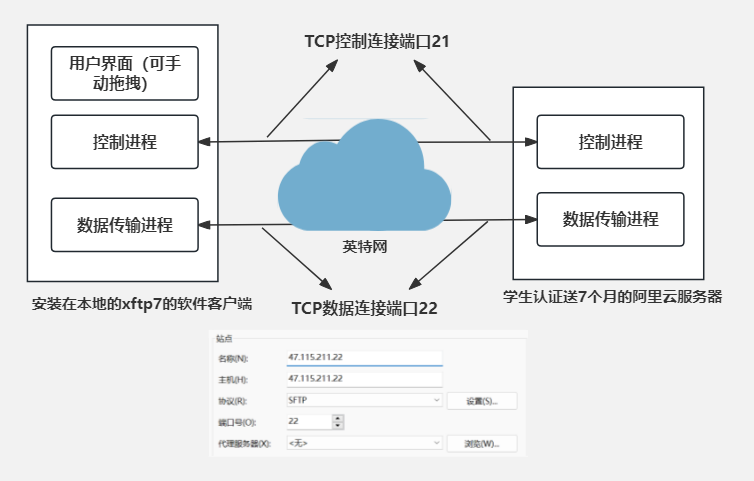 TCP控制连接端口21
用户界面（可手
动拖拽）
控制进程
控制进程
数据传输进程
数据传输进程
英特网
安装在本地的xftp7的软件客户端
学生认证送7个月的阿里云服务器
TCP数据连接端口22
站点
名称(N):
47.115.211.22
主机(H):
47.115.211.22
协议(R):
SFTP
设置(S)...
端口号(O):
22
代理服务器(X):
<无>
浏览(W)...